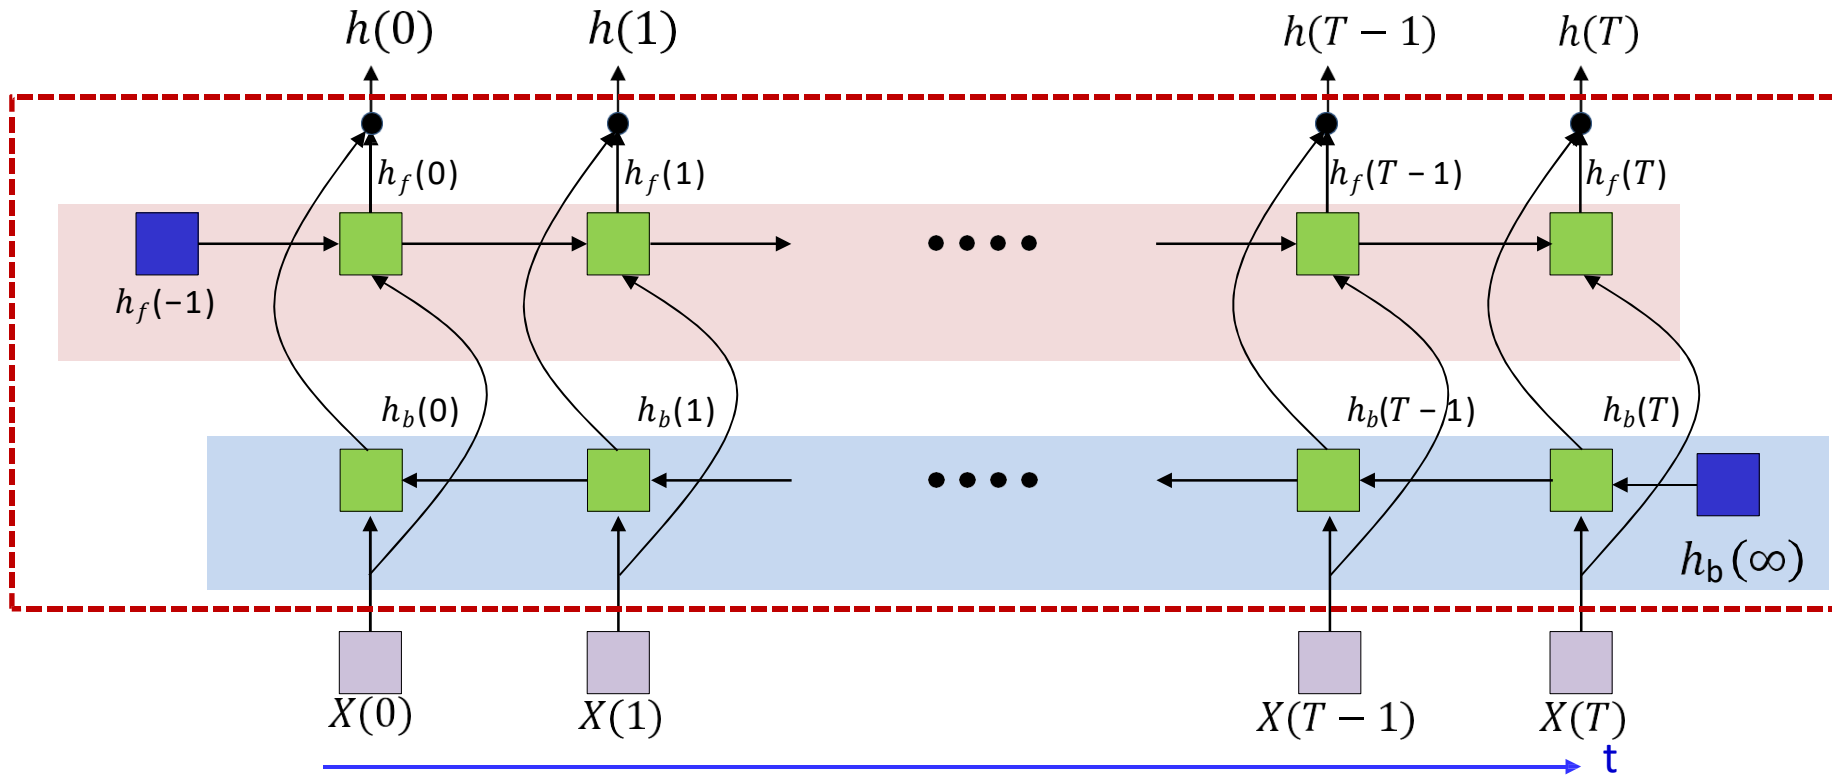 h(0) h(1) h(T − 1) h(T)
h_f(0) h_f(1) h_f(T − 1) h_f(T)
h_f(−1)
h_b(0) h_b(1) h_b(T − 1) h_b(T)
h_b(∞)
X(0) X(1) X(T − 1) X(T)
t